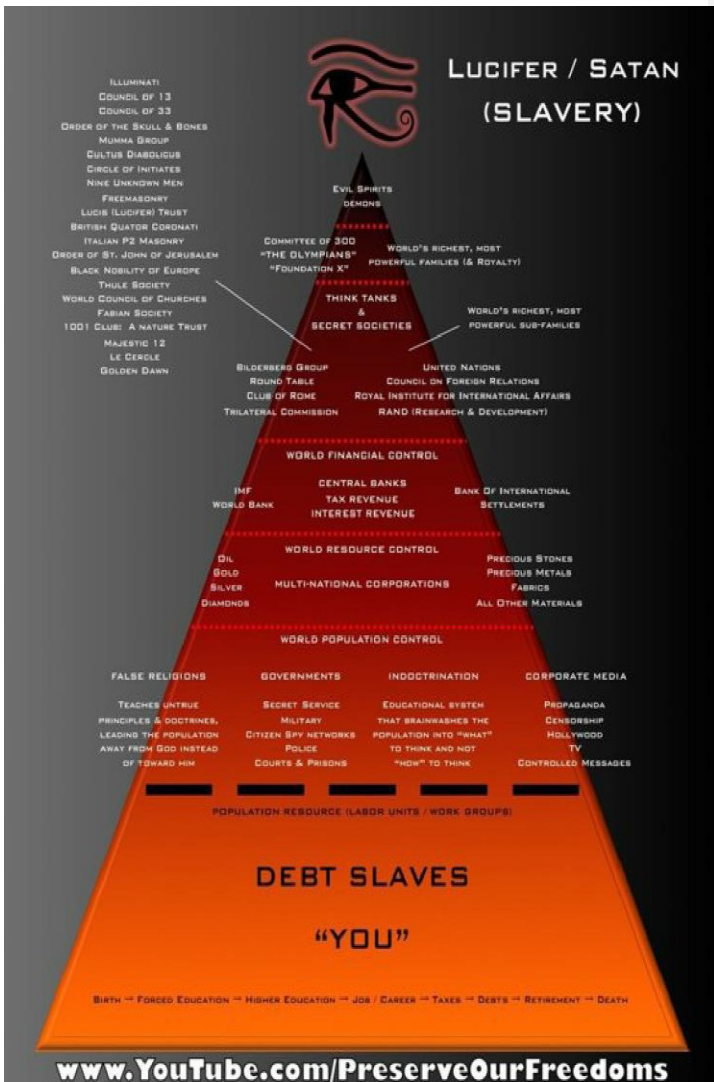 LUCIFER / SATAN
(SLAVERY)
ILLUMINATI
COUNCIL OF 13
COUNCIL OF 33
ORDER OF THE SKULL & BONES
MUMMA GROUP
CULTUS DIABOLICUS
CIRCLE OF INITIATES
NINE UNKNOWN MEN
FREEMASONRY
LUCIS (LUCIFER) TRUST
BRITISH QUATOR CORONATI
ITALIAN P2 MASONRY
ORDER OF ST. JOHN OF JERUSALEM
BLACK NOBILITY OF EUROPE
THULE SOCIETY
WORLD COUNCIL OF CHURCHES
FABIAN SOCIETY
1001 CLUB: A NATURE TRUST
MAJESTIC 12
LE CERCLE
GOLDEN DAWN
EVIL SPIRITS
DEMONS
COMMITTEE OF 300
"THE OLYMPIANS"
"FOUNDATION X"
WORLD'S RICHEST, MOST
POWERFUL FAMILIES (& ROYALTY)
THINK TANKS
&
SECRET SOCIETIES
WORLD'S RICHEST, MOST
POWERFUL SUB-FAMILIES
BILDERBERG GROUP
ROUND TABLE
CLUB OF ROME
TRILATERAL COMMISSION
UNITED NATIONS
COUNCIL ON FOREIGN RELATIONS
ROYAL INSTITUTE FOR INTERNATIONAL AFFAIRS
RAND (RESEARCH & DEVELOPMENT)
WORLD FINANCIAL CONTROL
IMF
WORLD BANK
CENTRAL BANKS
TAX REVENUE
INTEREST REVENUE
BANK OF INTERNATIONAL
SETTLEMENTS
WORLD RESOURCE CONTROL
OIL
GOLD
SILVER
DIAMONDS
MULTI-NATIONAL CORPORATIONS
PRECIOUS STONES
PRECIOUS METALS
FABRICS
ALL OTHER MATERIALS
WORLD POPULATION CONTROL
FALSE RELIGIONS
TEACHES UNTRUE
PRINCIPLES & DOCTRINES,
LEADING THE POPULATION
AWAY FROM GOD INSTEAD
OF TOWARD HIM
GOVERNMENTS
SECRET SERVICE
MILITARY
CITIZEN SPY NETWORKS
POLICE
COURTS & PRISONS
INDOCTRINATION
EDUCATIONAL SYSTEM
THAT BRAINWASHES THE
POPULATION INTO "WHAT"
TO THINK AND NOT
"HOW" TO THINK
CORPORATE MEDIA
PROPAGANDA
CENSORSHIP
HOLLYWOOD
TV
CONTROLLED MESSAGES
POPULATION RESOURCE (LABOR UNITS / WORK GROUPS)
DEBT SLAVES
"YOU"
BIRTH → FORCED EDUCATION → HIGHER EDUCATION → JOB / CAREER → TAXES → DEBTS → RETIREMENT → DEATH
www.YouTube.com/PreserveOurFreedoms